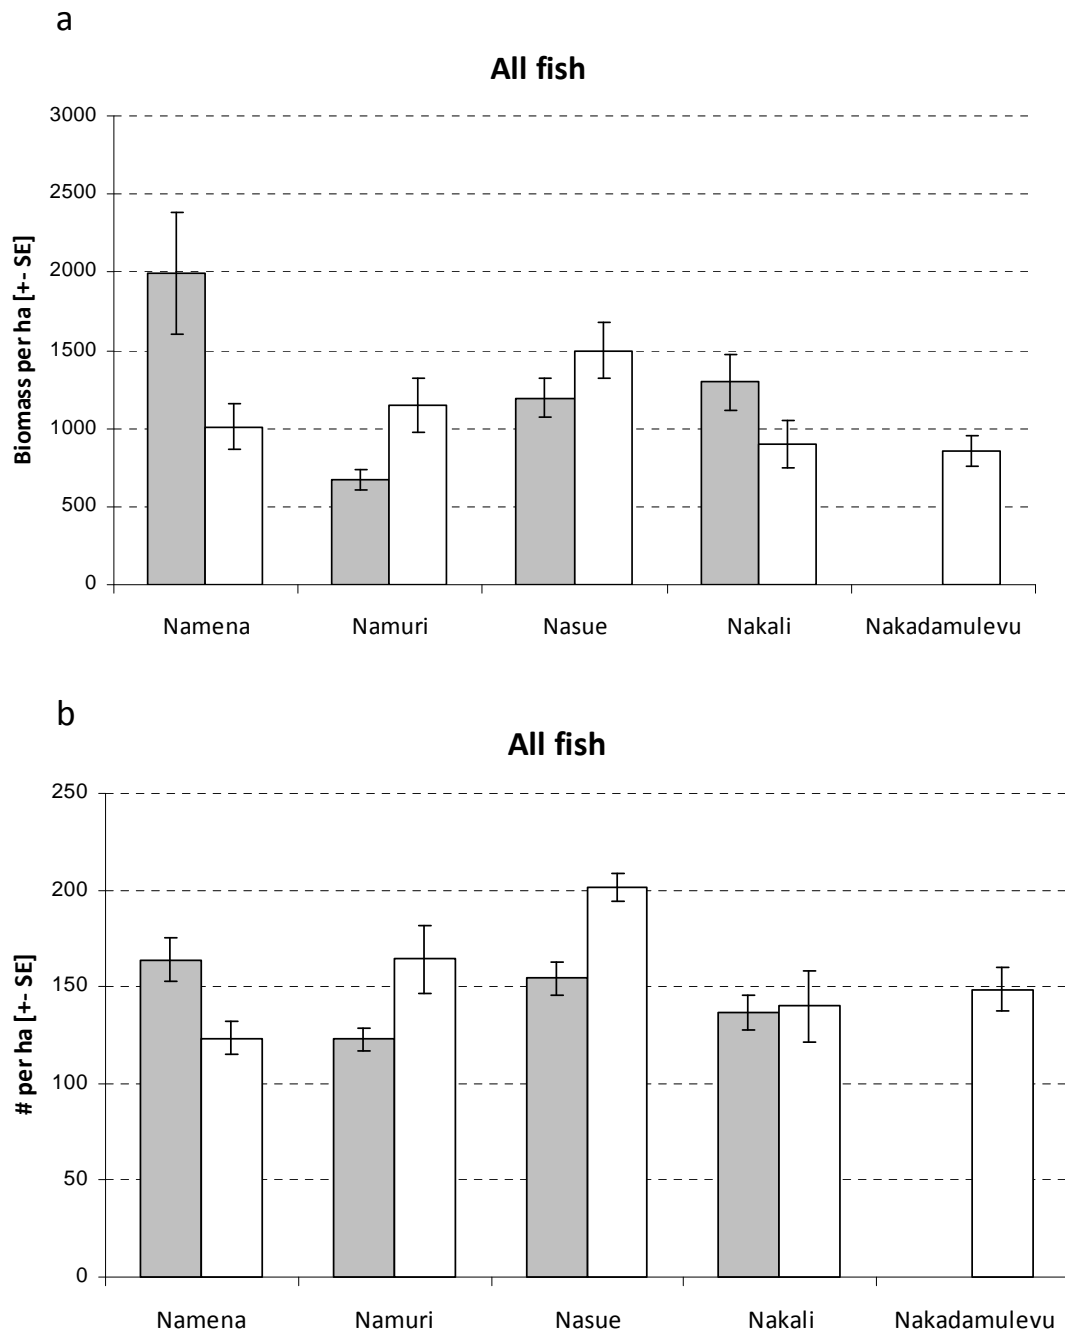 a
All fish
Biomass per ha [+- SE]
3000
2500
2000
1500
1000
500
0
Namena Namuri Nasue Nakali Nakadamulevu
b
All fish
# per ha [+- SE]
250
200
150
100
50
0
Namena Namuri Nasue Nakali Nakadamulevu